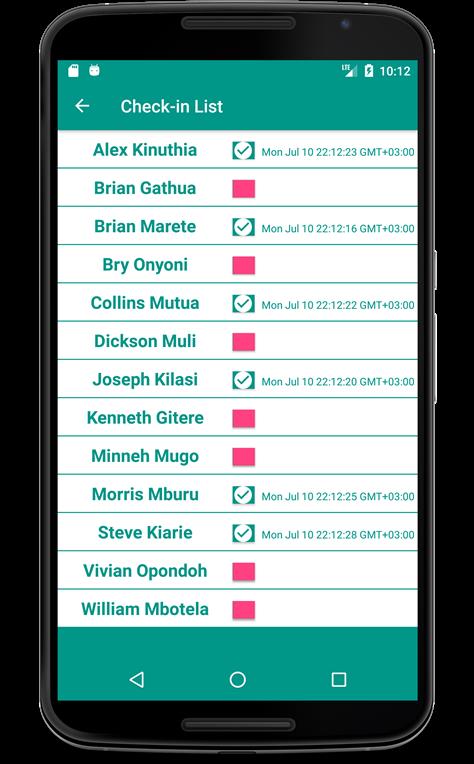 LTE 10:12
Check-in List
Alex Kinuthia Mon Jul 10 22:12:23 GMT+03:00
Brian Gathua
Brian Marete Mon Jul 10 22:12:16 GMT+03:00
Bry Onyoni
Collins Mutua Mon Jul 10 22:12:22 GMT+03:00
Dickson Muli
Joseph Kilasi Mon Jul 10 22:12:20 GMT+03:00
Kenneth Gitere
Minneh Mugo
Morris Mburu Mon Jul 10 22:12:25 GMT+03:00
Steve Kiarie Mon Jul 10 22:12:28 GMT+03:00
Vivian Opondoh
William Mbotela